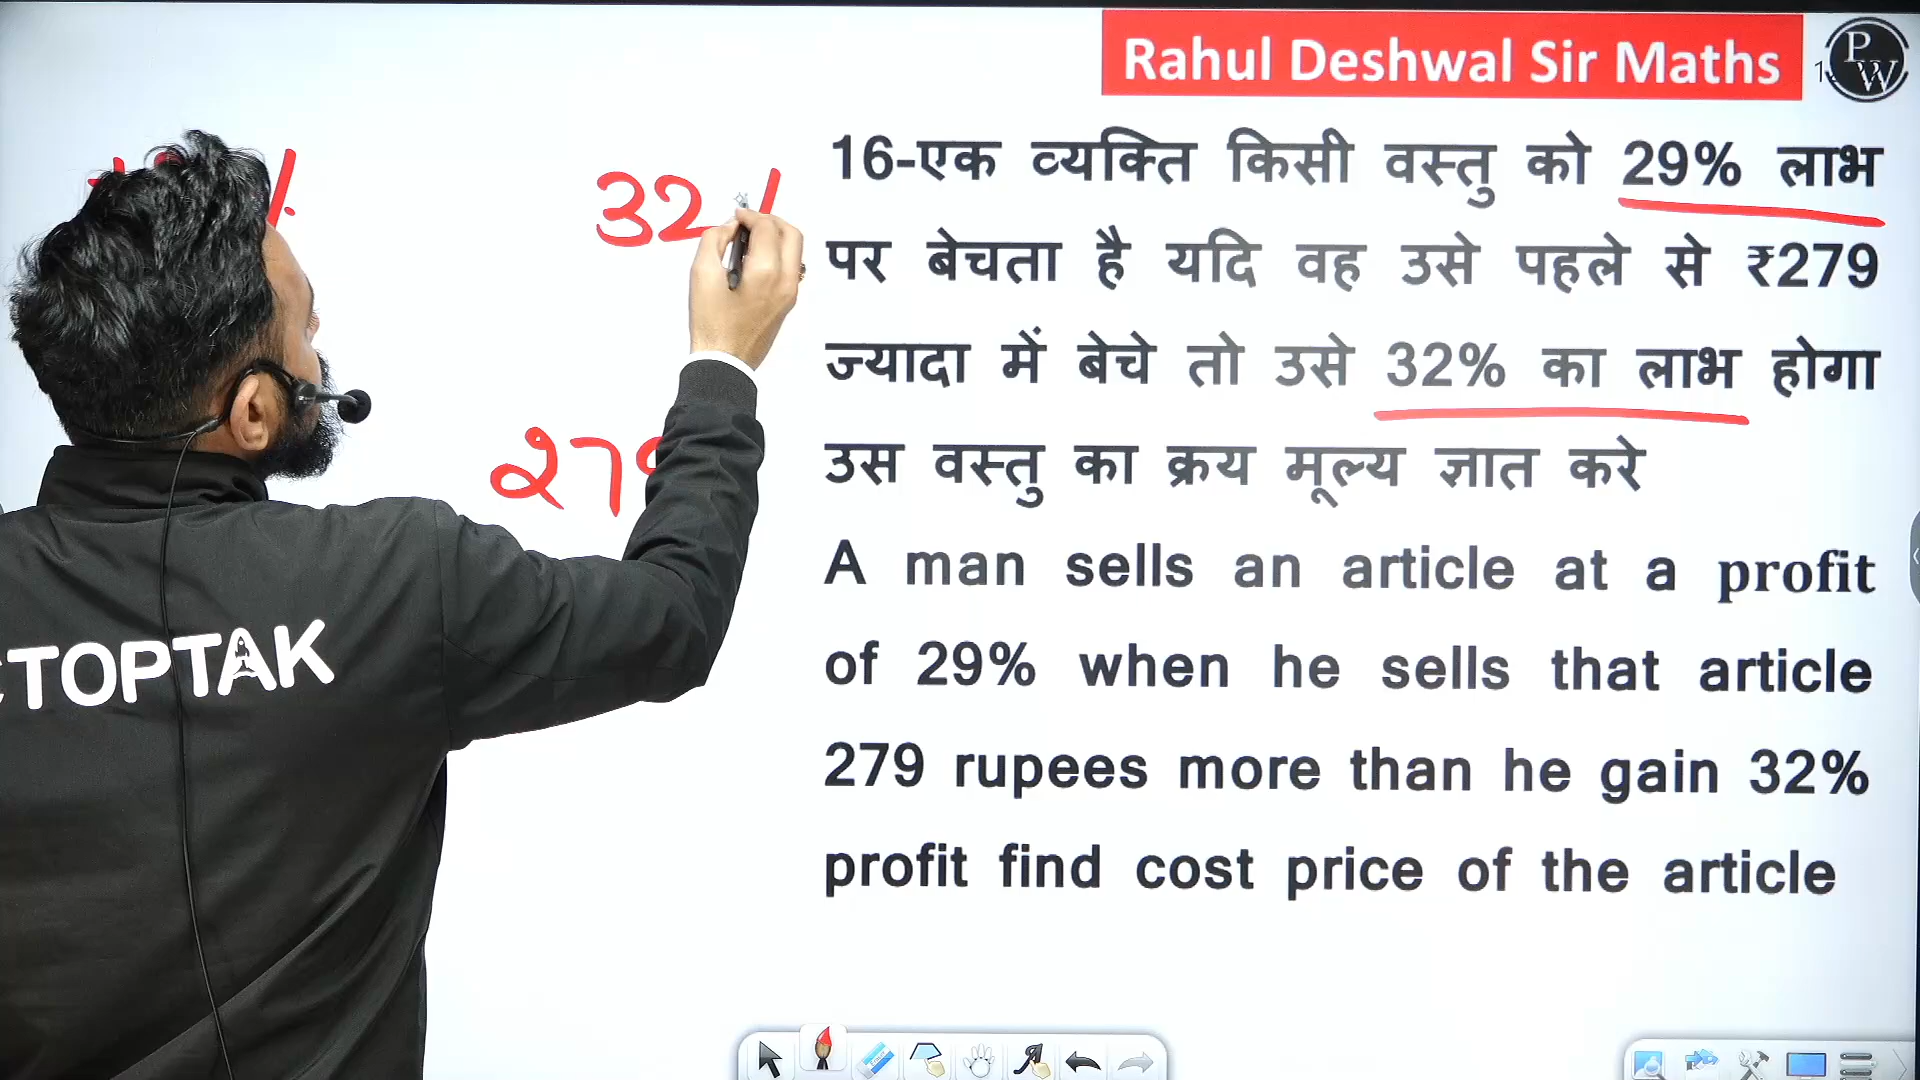 Rahul Deshwal Sir Maths
PW
16-एक व्यक्ति किसी वस्तु को 29% लाभ
पर बेचता है यदि वह उसे पहले से ₹279
ज्यादा में बेचे तो उसे 32% का लाभ होगा
उस वस्तु का क्रय मूल्य ज्ञात करे
A man sells an article at a profit
of 29% when he sells that article
279 rupees more than he gain 32%
profit find cost price of the article
32%
TOPTAK